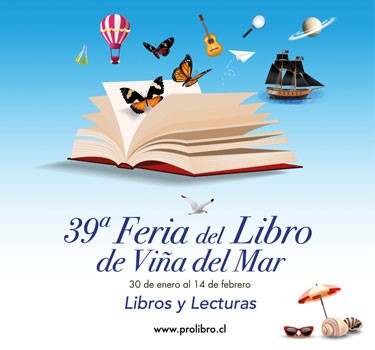 39ª Feria del Libro
de Viña del Mar
30 de enero al 14 de febrero
Libros y Lecturas
www.prolibro.cl